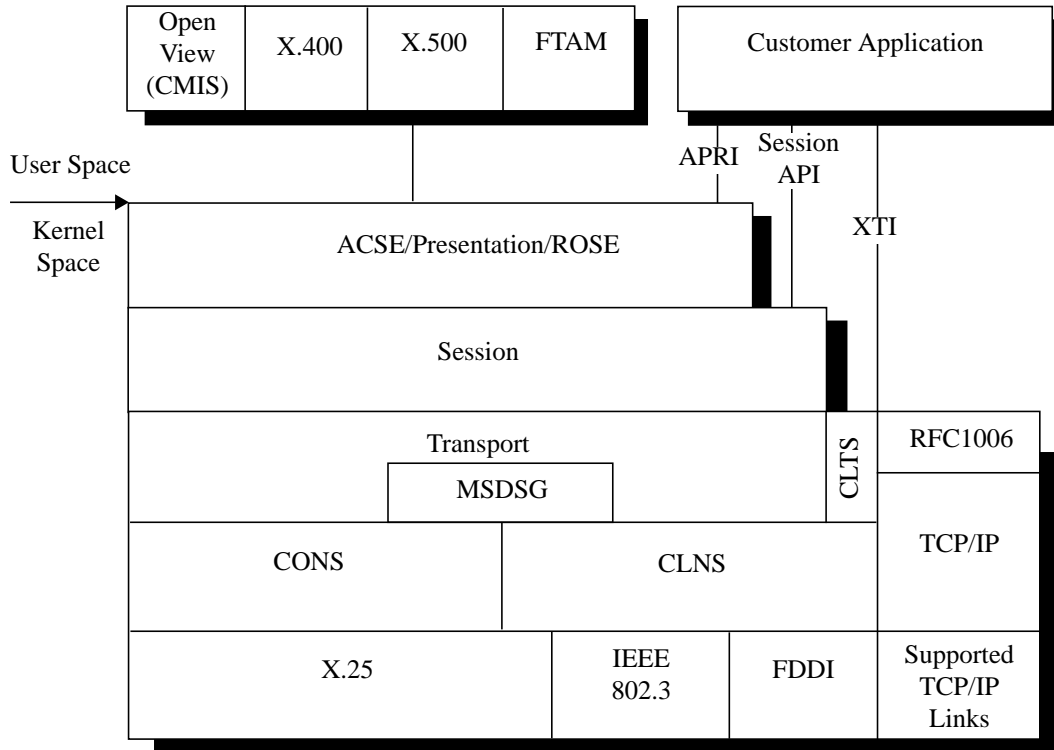 Open
View
(CMIS)
X.400
X.500
FTAM
Customer Application
User Space
Kernel
Space
APRI
Session
API
XTI
ACSE/Presentation/ROSE
Session
Transport
MSDSG
CLTS
RFC1006
TCP/IP
CONS
CLNS
X.25
IEEE
802.3
FDDI
Supported
TCP/IP
Links